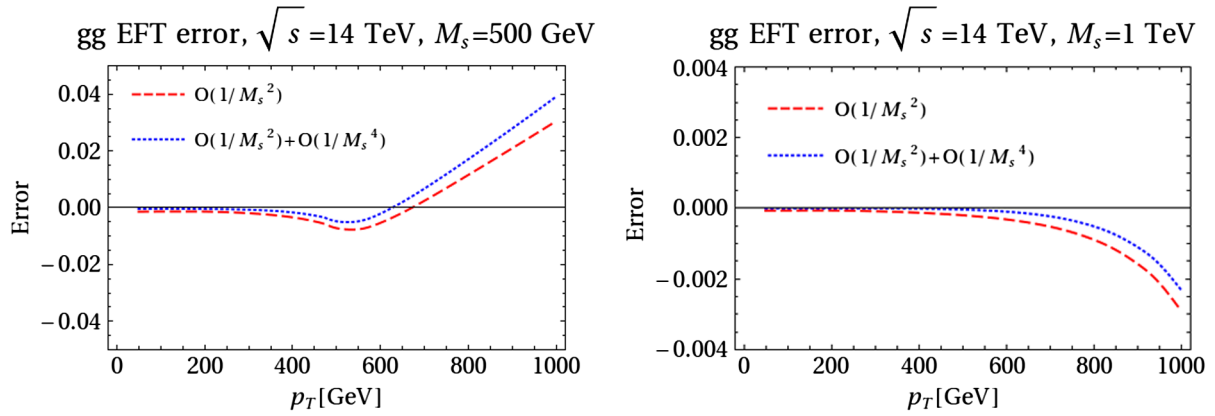 gg EFT error, √s =14 TeV, Mₛ=500 GeV
0.04
0.02
0.00
−0.02
−0.04
O(1/Mₛ²)
O(1/Mₛ²)+O(1/Mₛ⁴)
Error
0 200 400 600 800 1000
p_T[GeV]
gg EFT error, √s =14 TeV, Mₛ=1 TeV
0.004
0.002
0.000
−0.002
−0.004
O(1/Mₛ²)
O(1/Mₛ²)+O(1/Mₛ⁴)
Error
0 200 400 600 800 1000
p_T[GeV]